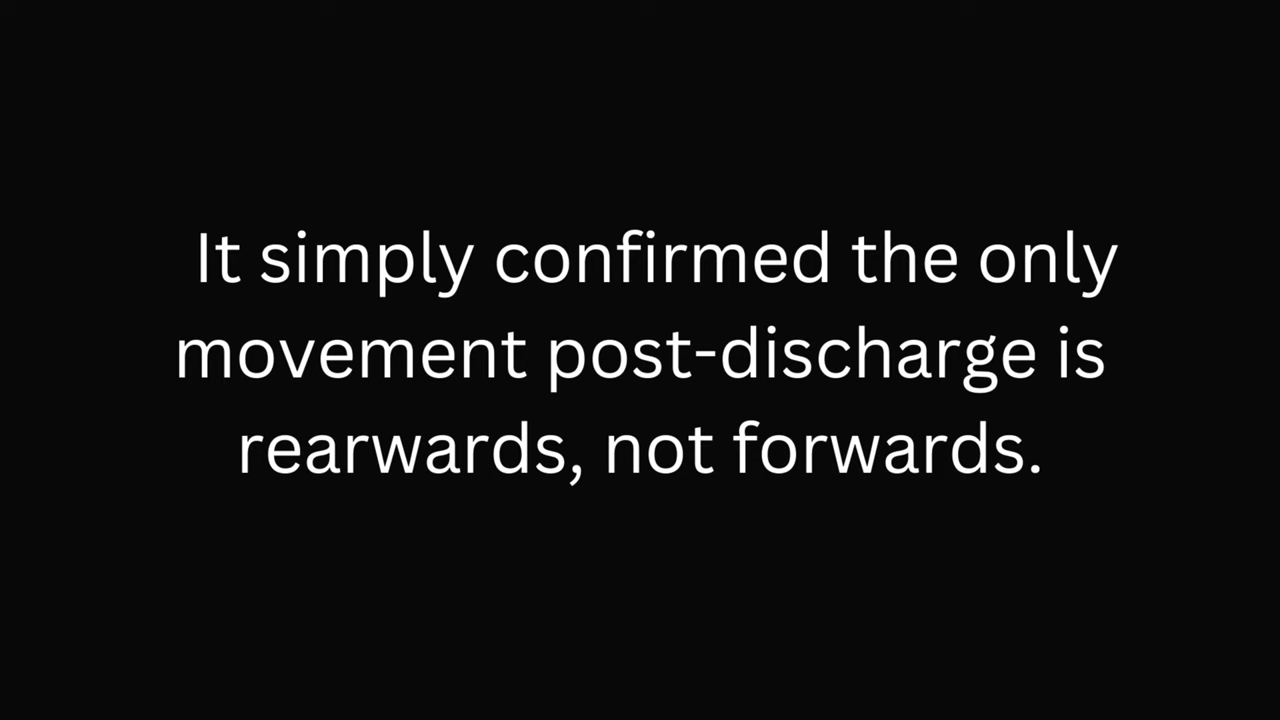 It simply confirmed the only
movement post-discharge is
rearwards, not forwards.